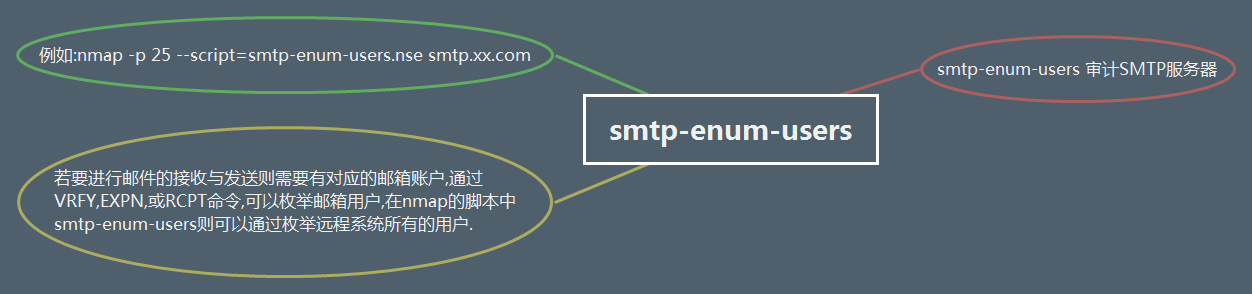 例如:nmap -p 25 --script=smtp-enum-users.nse smtp.xx.com
smtp-enum-users 审计SMTP服务器
smtp-enum-users
若要进行邮件的接收与发送则需要有对应的邮箱账户,通过
VRFY,EXPN,或RCPT命令,可以枚举邮箱用户,在nmap的脚本中
smtp-enum-users则可以通过枚举远程系统所有的用户.